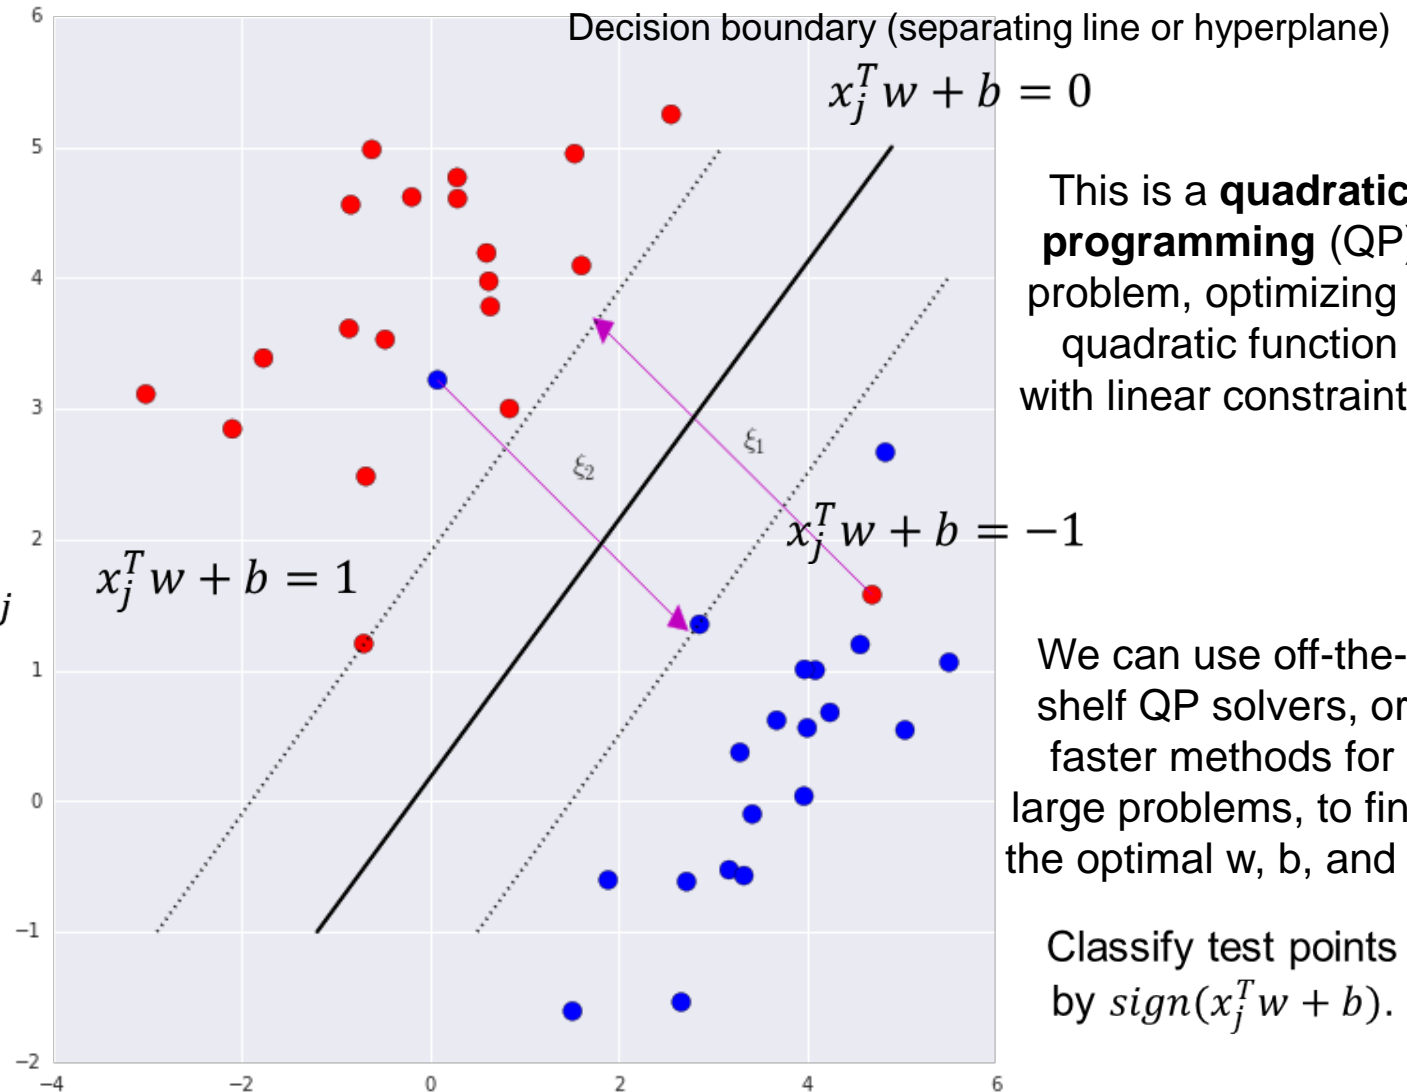 Decision boundary (separating line or hyperplane)
x_j^T w + b = 0
This is a quadratic
programming (QP)
problem, optimizing
quadratic function
with linear constraint
ξ₁
ξ₂
x_j^T w + b = −1
x_j^T w + b = 1
j
We can use off-the-
shelf QP solvers, or
faster methods for
large problems, to fin
the optimal w, b, and
Classify test points
by sign(x_j^T w + b).
6
5
4
3
2
1
0
−1
−2
−4 −2 0 2 4 6